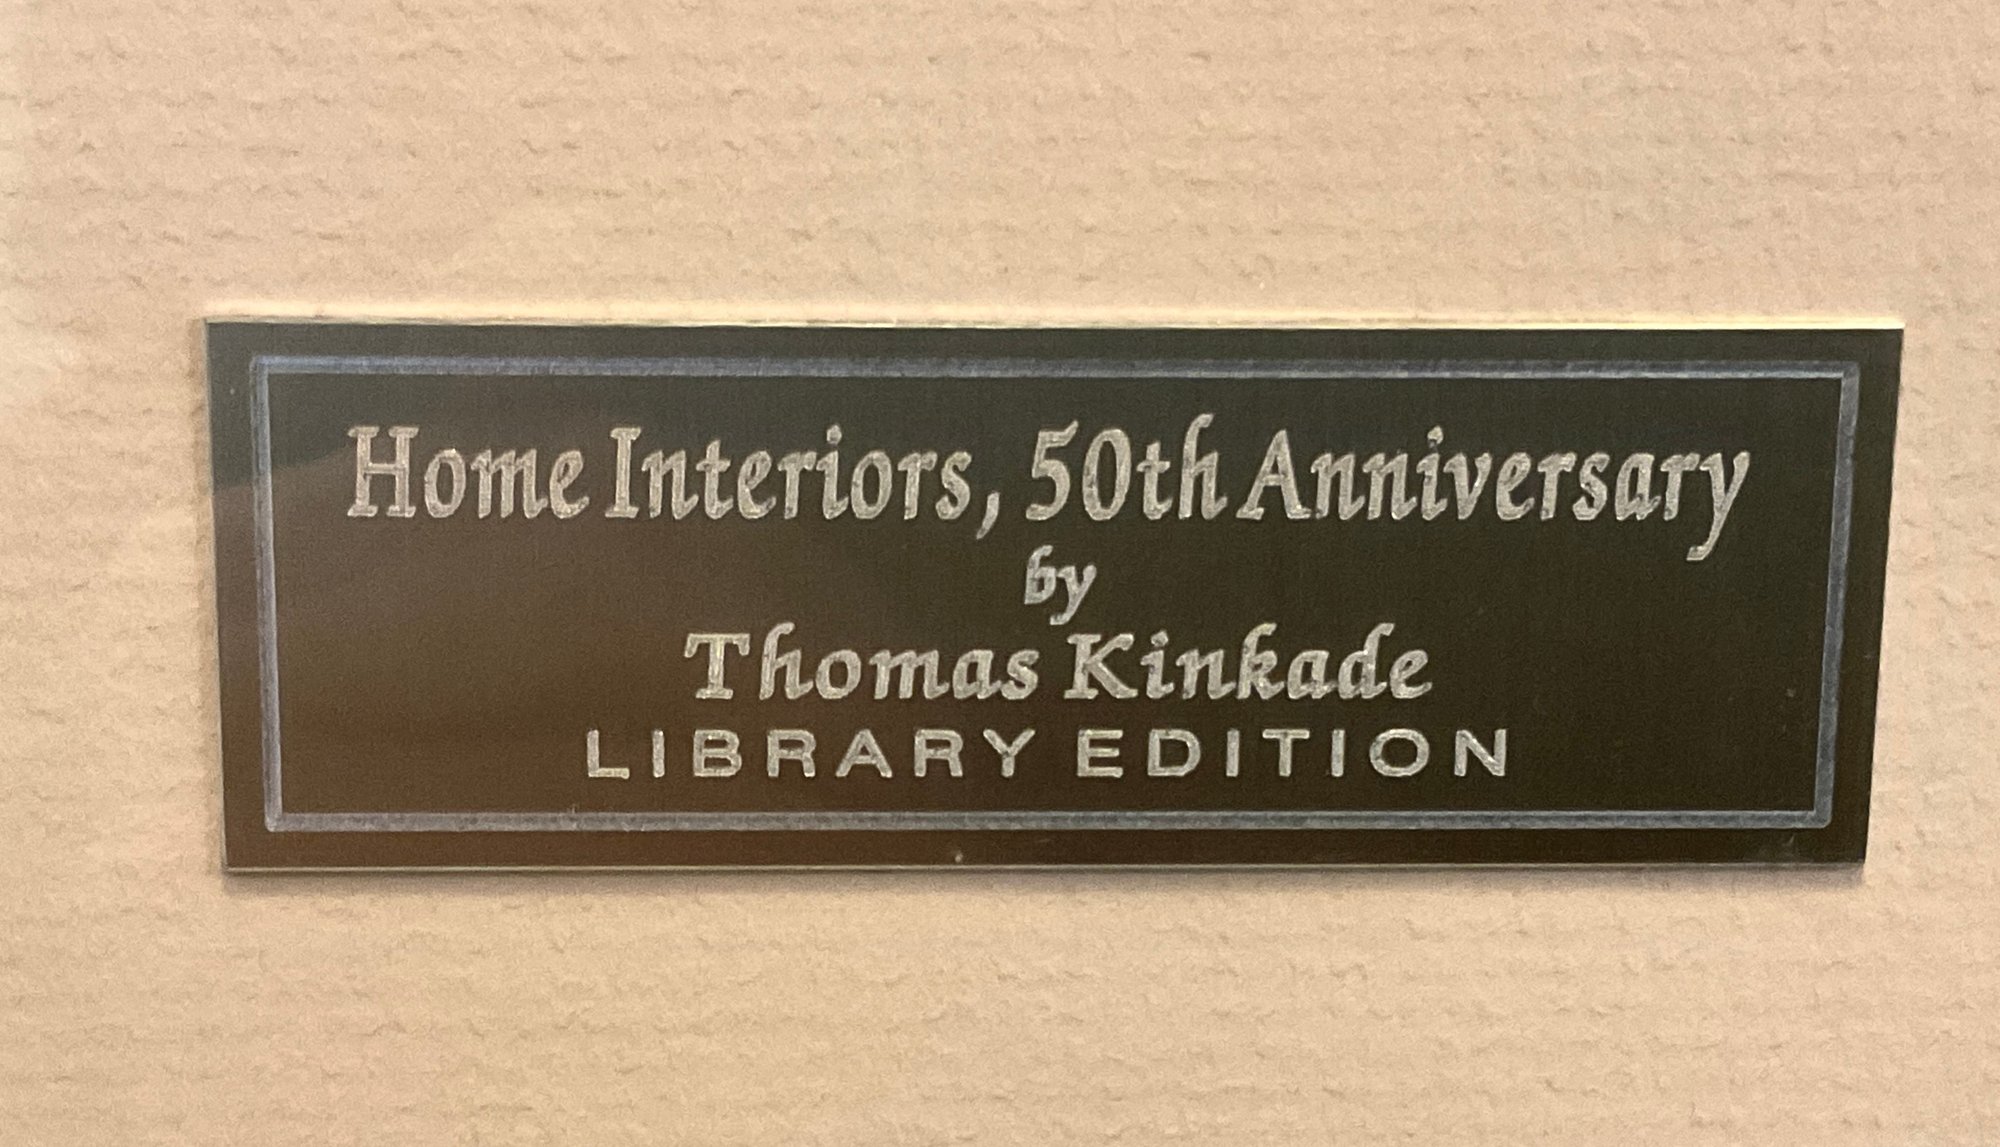 Home Interiors, 50th Anniversary
by
Thomas Kinkade
LIBRARY EDITION